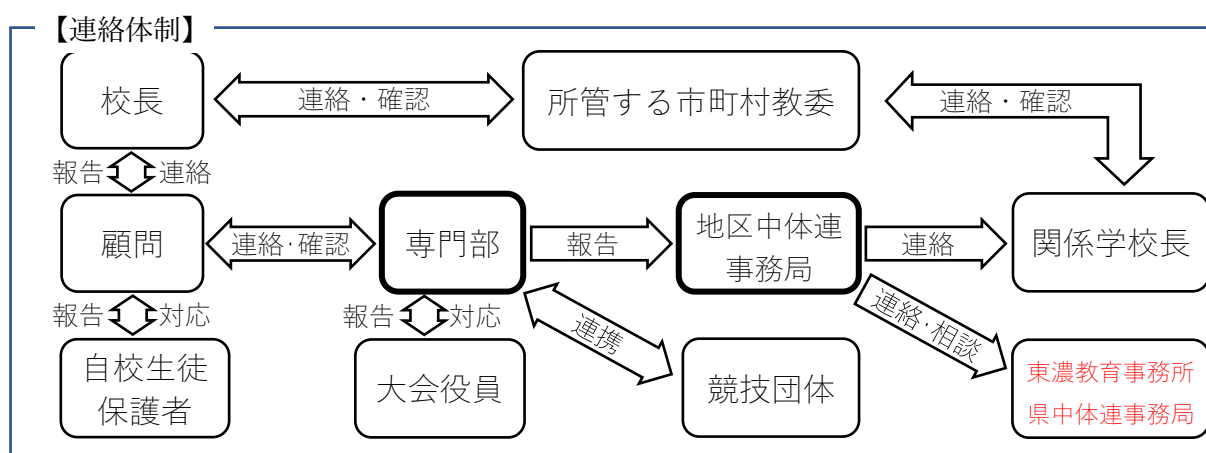 【連絡体制】
校長
連絡・確認
所管する市町村教委
連絡・確認
報告
連絡
顧問
連絡・確認
専門部
報告
地区中体連
事務局
連絡
関係学校長
報告
対応
報告
対応
連携
連絡・相談
自校生徒
保護者
大会役員
競技団体
東濃教育事務所
県中体連事務局